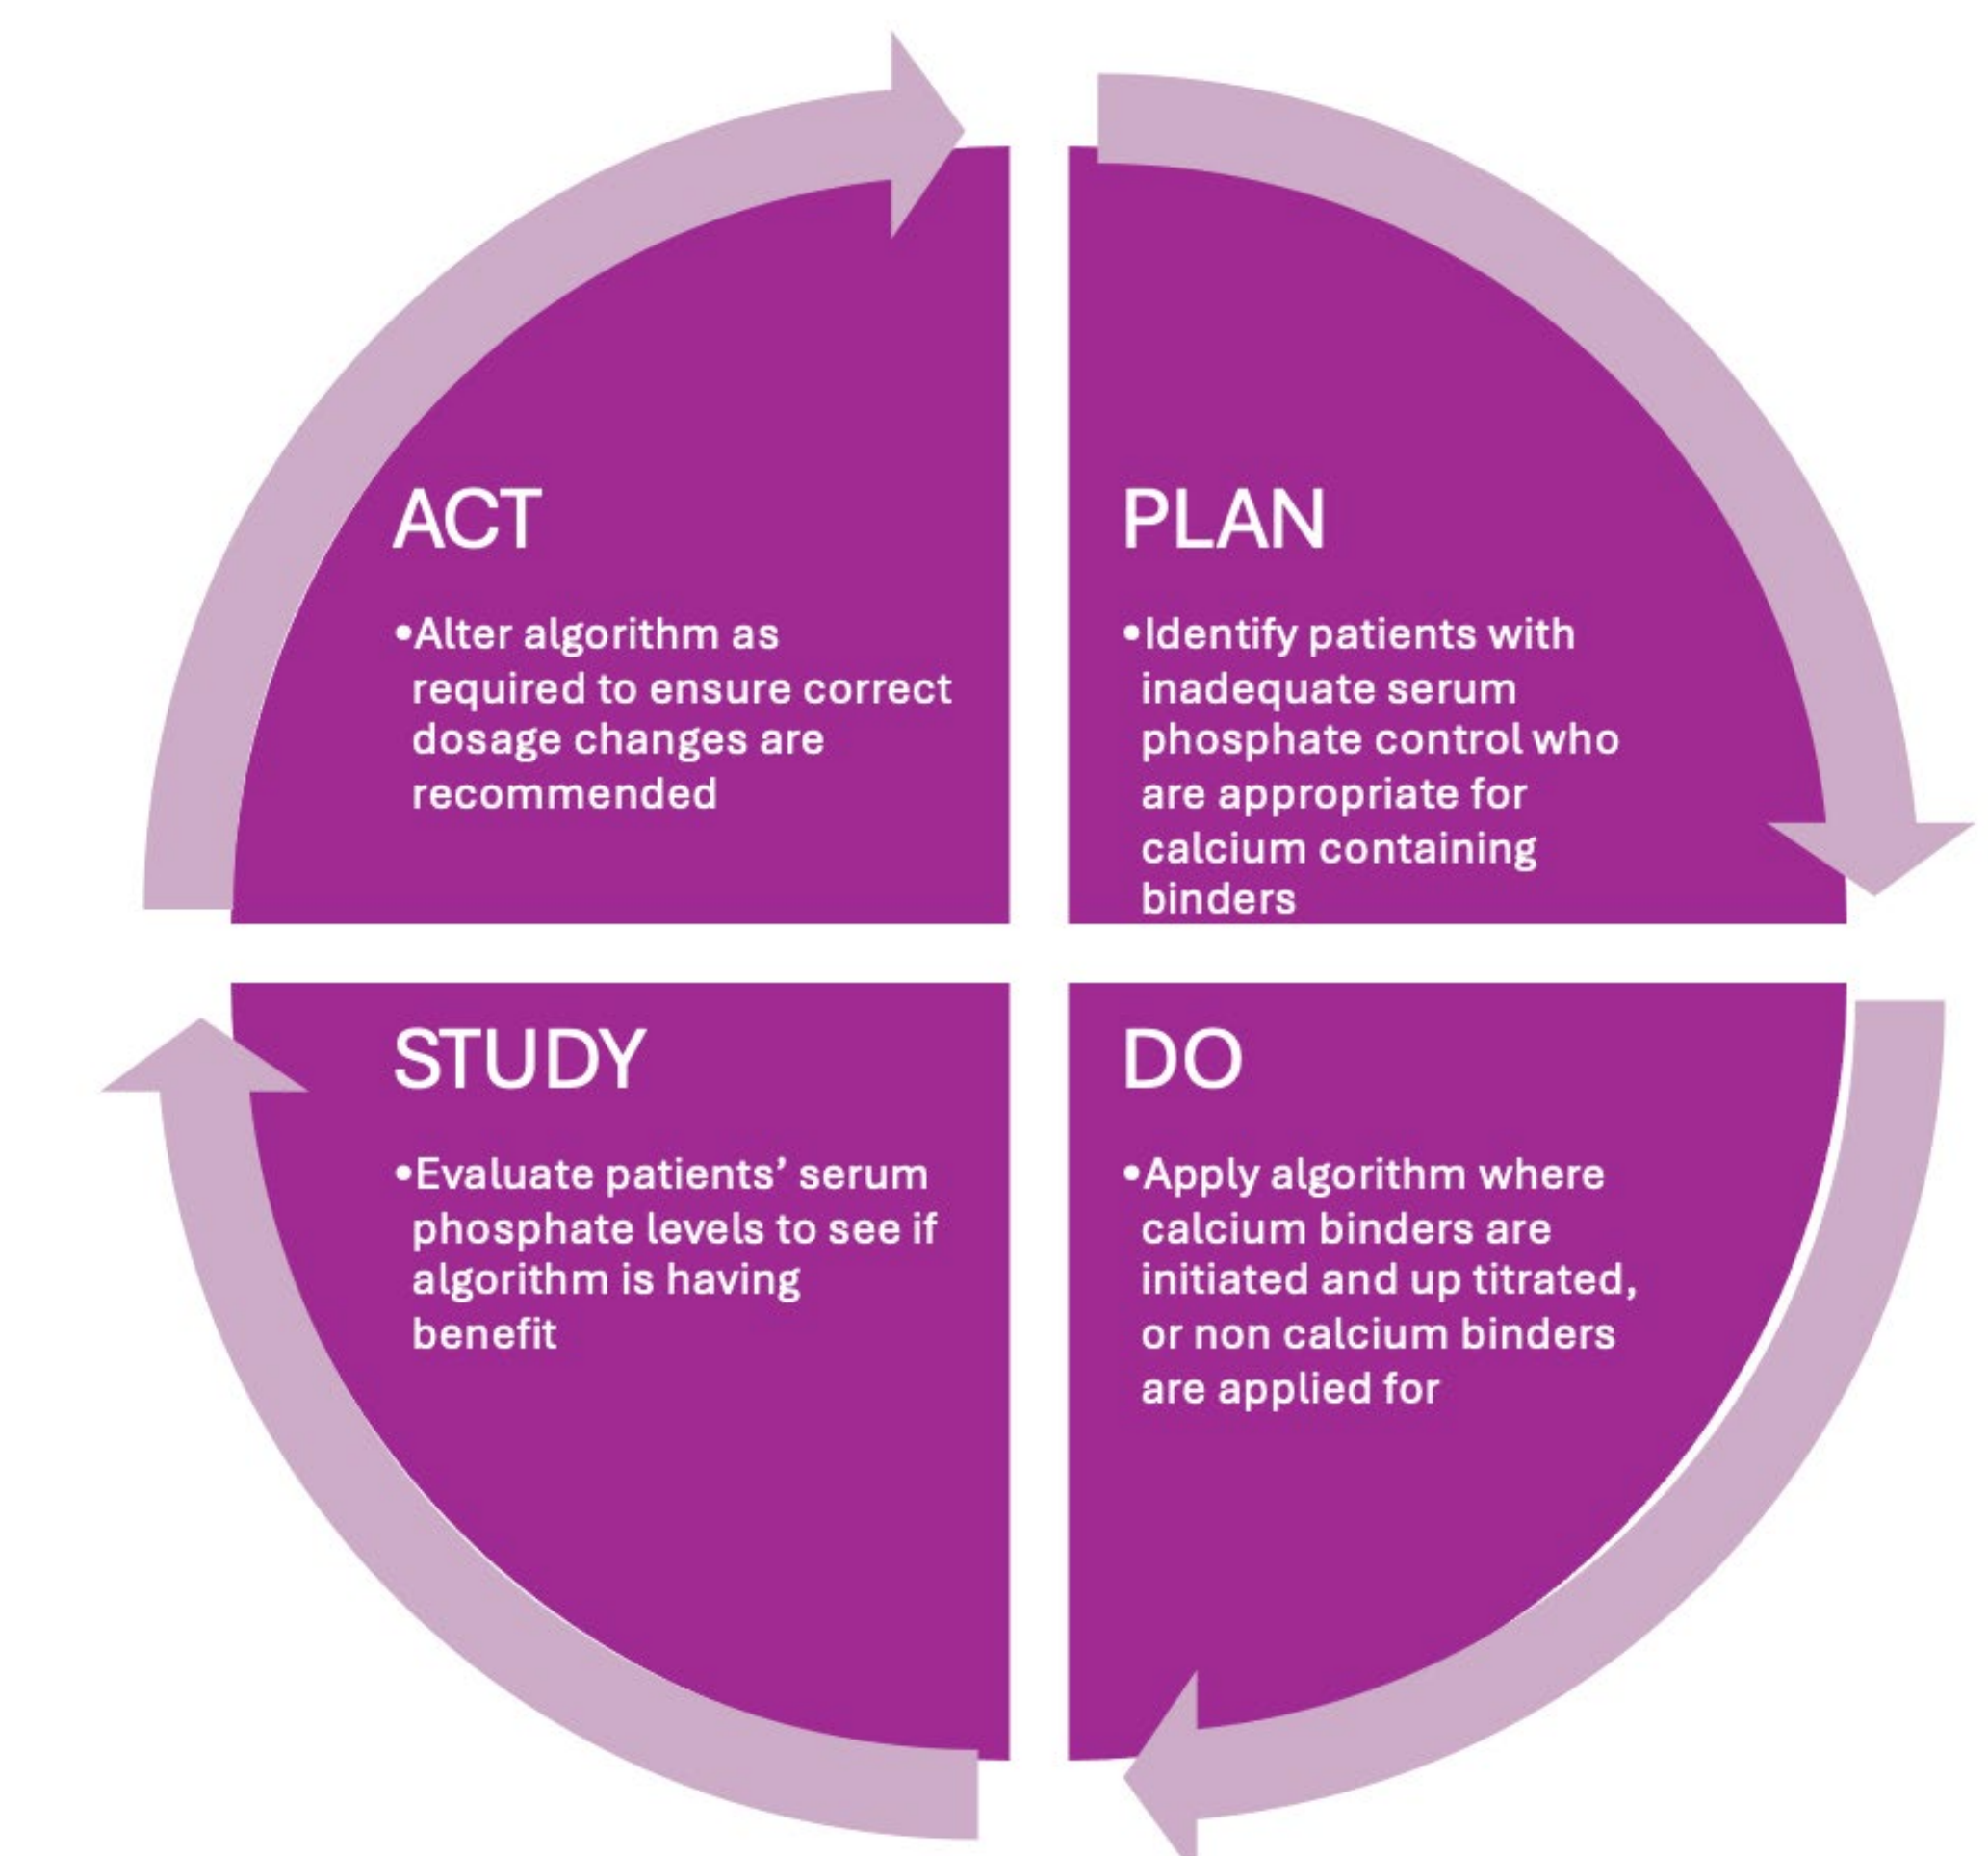 ACT
•Alter algorithm as
required to ensure correct
dosage changes are
recommended
PLAN
•Identify patients with
inadequate serum
phosphate control who
are appropriate for
calcium containing
binders
STUDY
•Evaluate patients’ serum
phosphate levels to see if
algorithm is having
benefit
DO
•Apply algorithm where
calcium binders are
initiated and up titrated,
or non calcium binders
are applied for